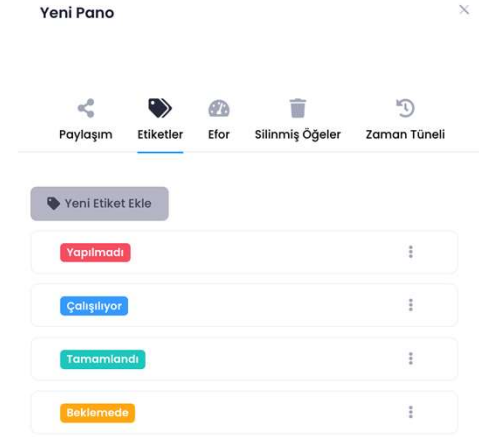 Yeni Pano
Paylaşım Etiketler Efor Silinmiş Öğeler Zaman Tüneli
Yeni Etiket Ekle
Yapılmadı
Çalışılıyor
Tamamlandı
Beklemede